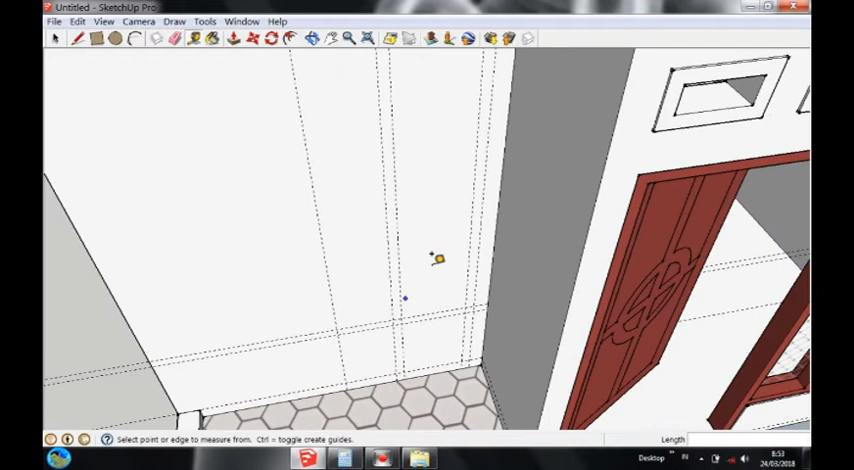 Untitled - SketchUp Pro
File Edit View Camera Draw Tools Window Help
Select point or edge to measure from. Ctrl = toggle create guides.
Length
Desktop
IN
8:53
24/03/2018